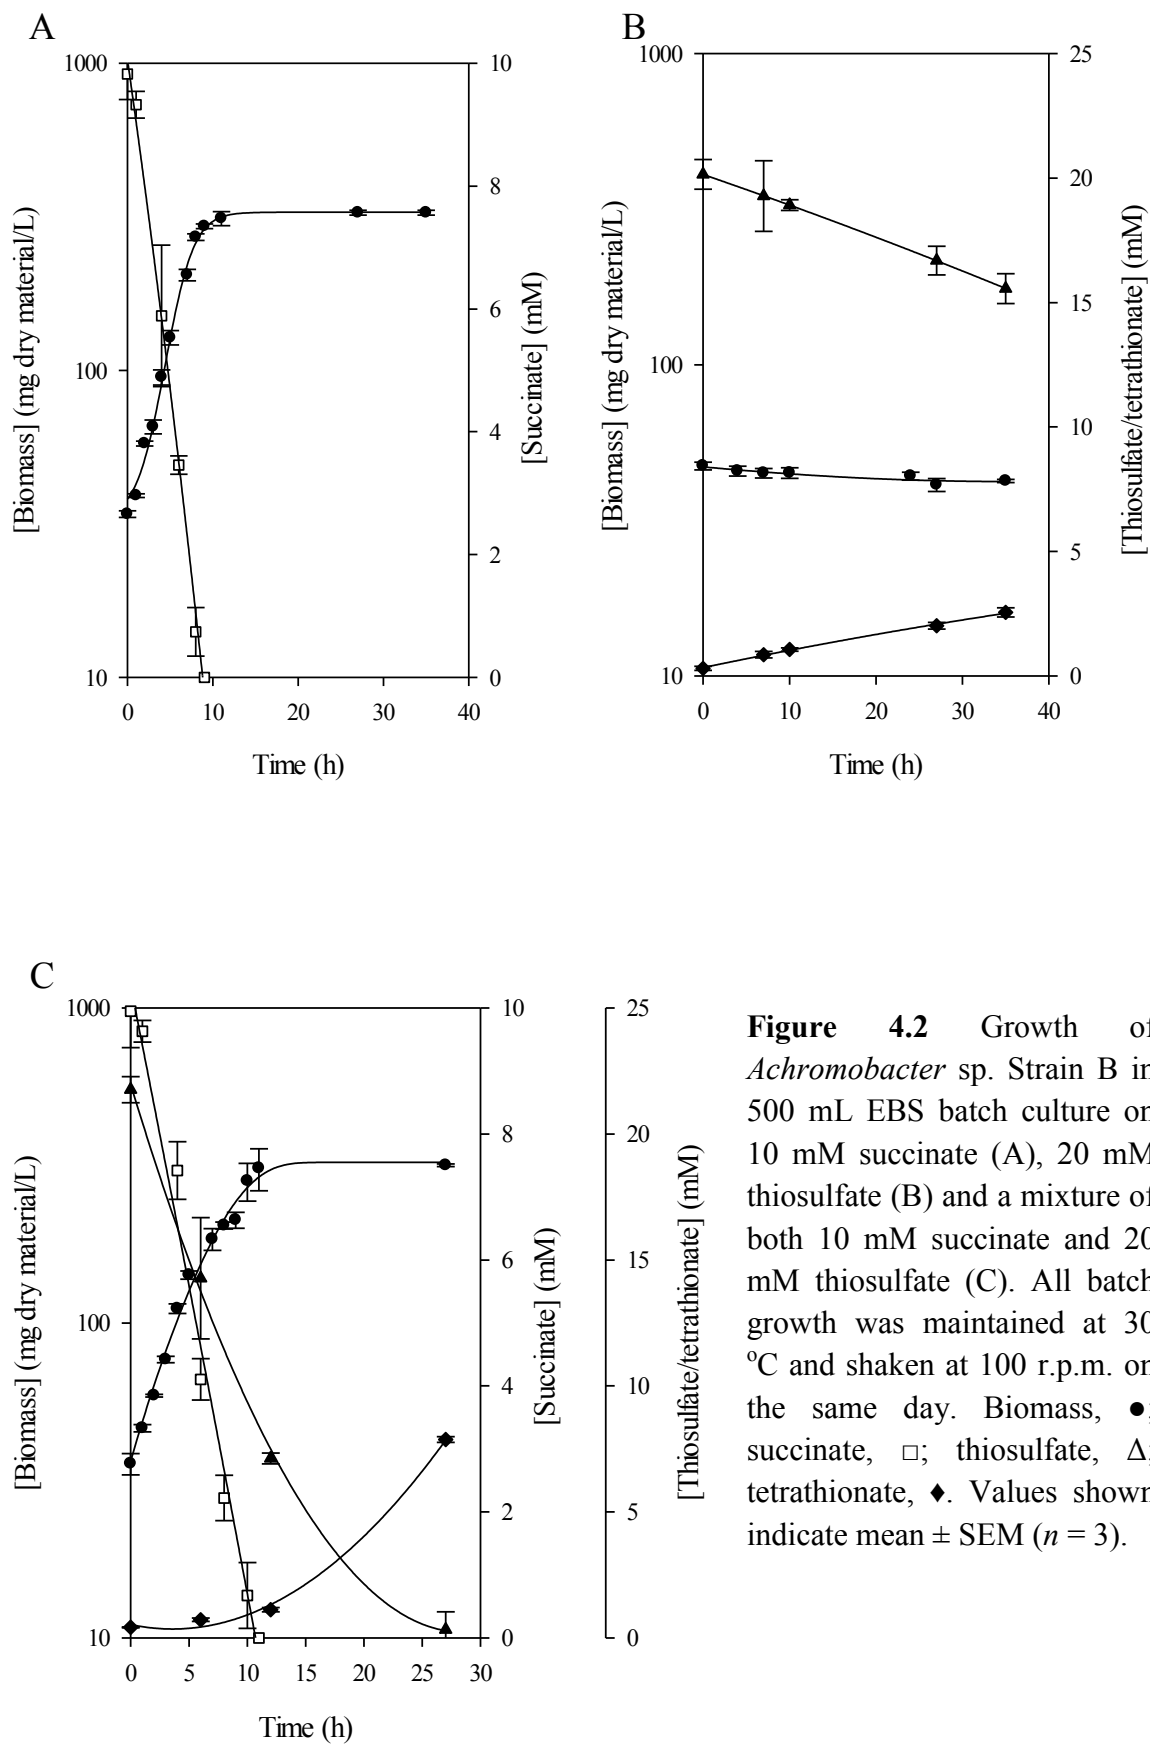 A
1000
100
10
[Biomass] (mg dry material/L)
10
8
6
4
2
0
[Succinate] (mM)
0 10 20 30 40
Time (h)
B
1000
100
10
[Biomass] (mg dry material/L)
25
20
15
10
5
0
[Thiosulfate/tetrathionate] (mM)
0 10 20 30 40
Time (h)
C
1000
100
10
[Biomass] (mg dry material/L)
10
8
6
4
2
0
[Succinate] (mM)
25
20
15
10
5
0
[Thiosulfate/tetrathionate] (mM)
0 5 10 15 20 25 30
Time (h)
Figure 4.2 Growth of
Achromobacter sp. Strain B in
500 mL EBS batch culture on
10 mM succinate (A), 20 mM
thiosulfate (B) and a mixture of
both 10 mM succinate and 20
mM thiosulfate (C). All batch
growth was maintained at 30
ºC and shaken at 100 r.p.m. on
the same day. Biomass, ●;
succinate, □; thiosulfate, Δ;
tetrathionate, ♦. Values shown
indicate mean ± SEM (n = 3).